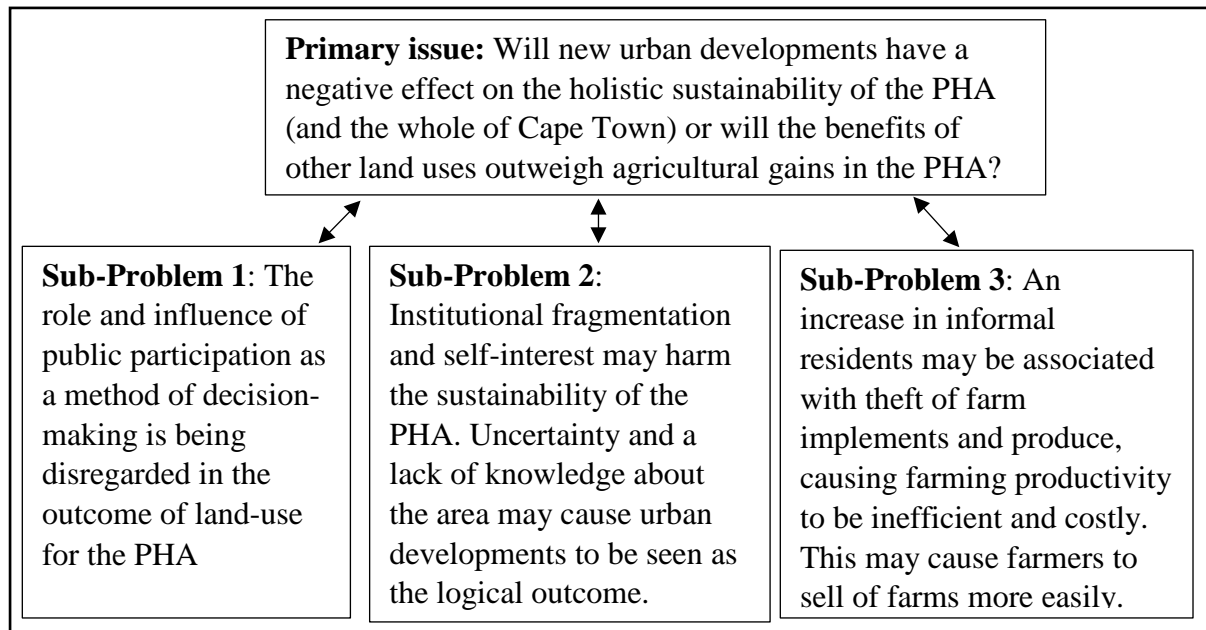 Primary issue: Will new urban developments have a
negative effect on the holistic sustainability of the PHA
(and the whole of Cape Town) or will the benefits of
other land uses outweigh agricultural gains in the PHA?
Sub-Problem 1: The
role and influence of
public participation as
a method of decision-
making is being
disregarded in the
outcome of land-use
for the PHA
Sub-Problem 2:
Institutional fragmentation
and self-interest may harm
the sustainability of the
PHA. Uncertainty and a
lack of knowledge about
the area may cause urban
developments to be seen as
the logical outcome.
Sub-Problem 3: An
increase in informal
residents may be associated
with theft of farm
implements and produce,
causing farming productivity
to be inefficient and costly.
This may cause farmers to
sell of farms more easily.